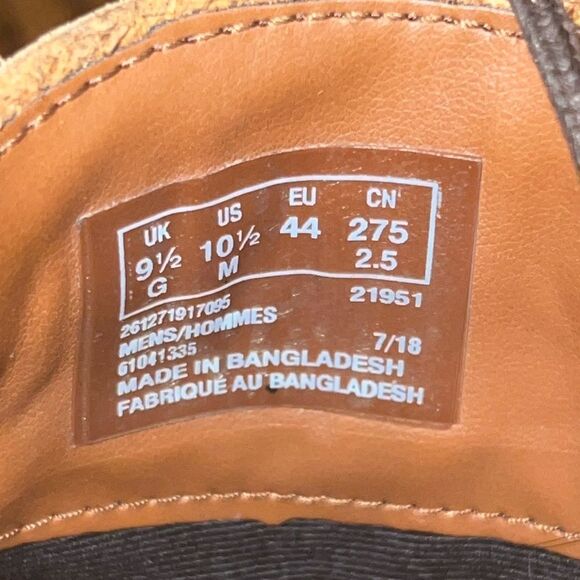 UK US EU CN
9½ 10½ 44 275
G M 2.5
261271917095 21951
MENS/HOMMES
61041335 7/18
MADE IN BANGLADESH
FABRIQUÉ AU BANGLADESH